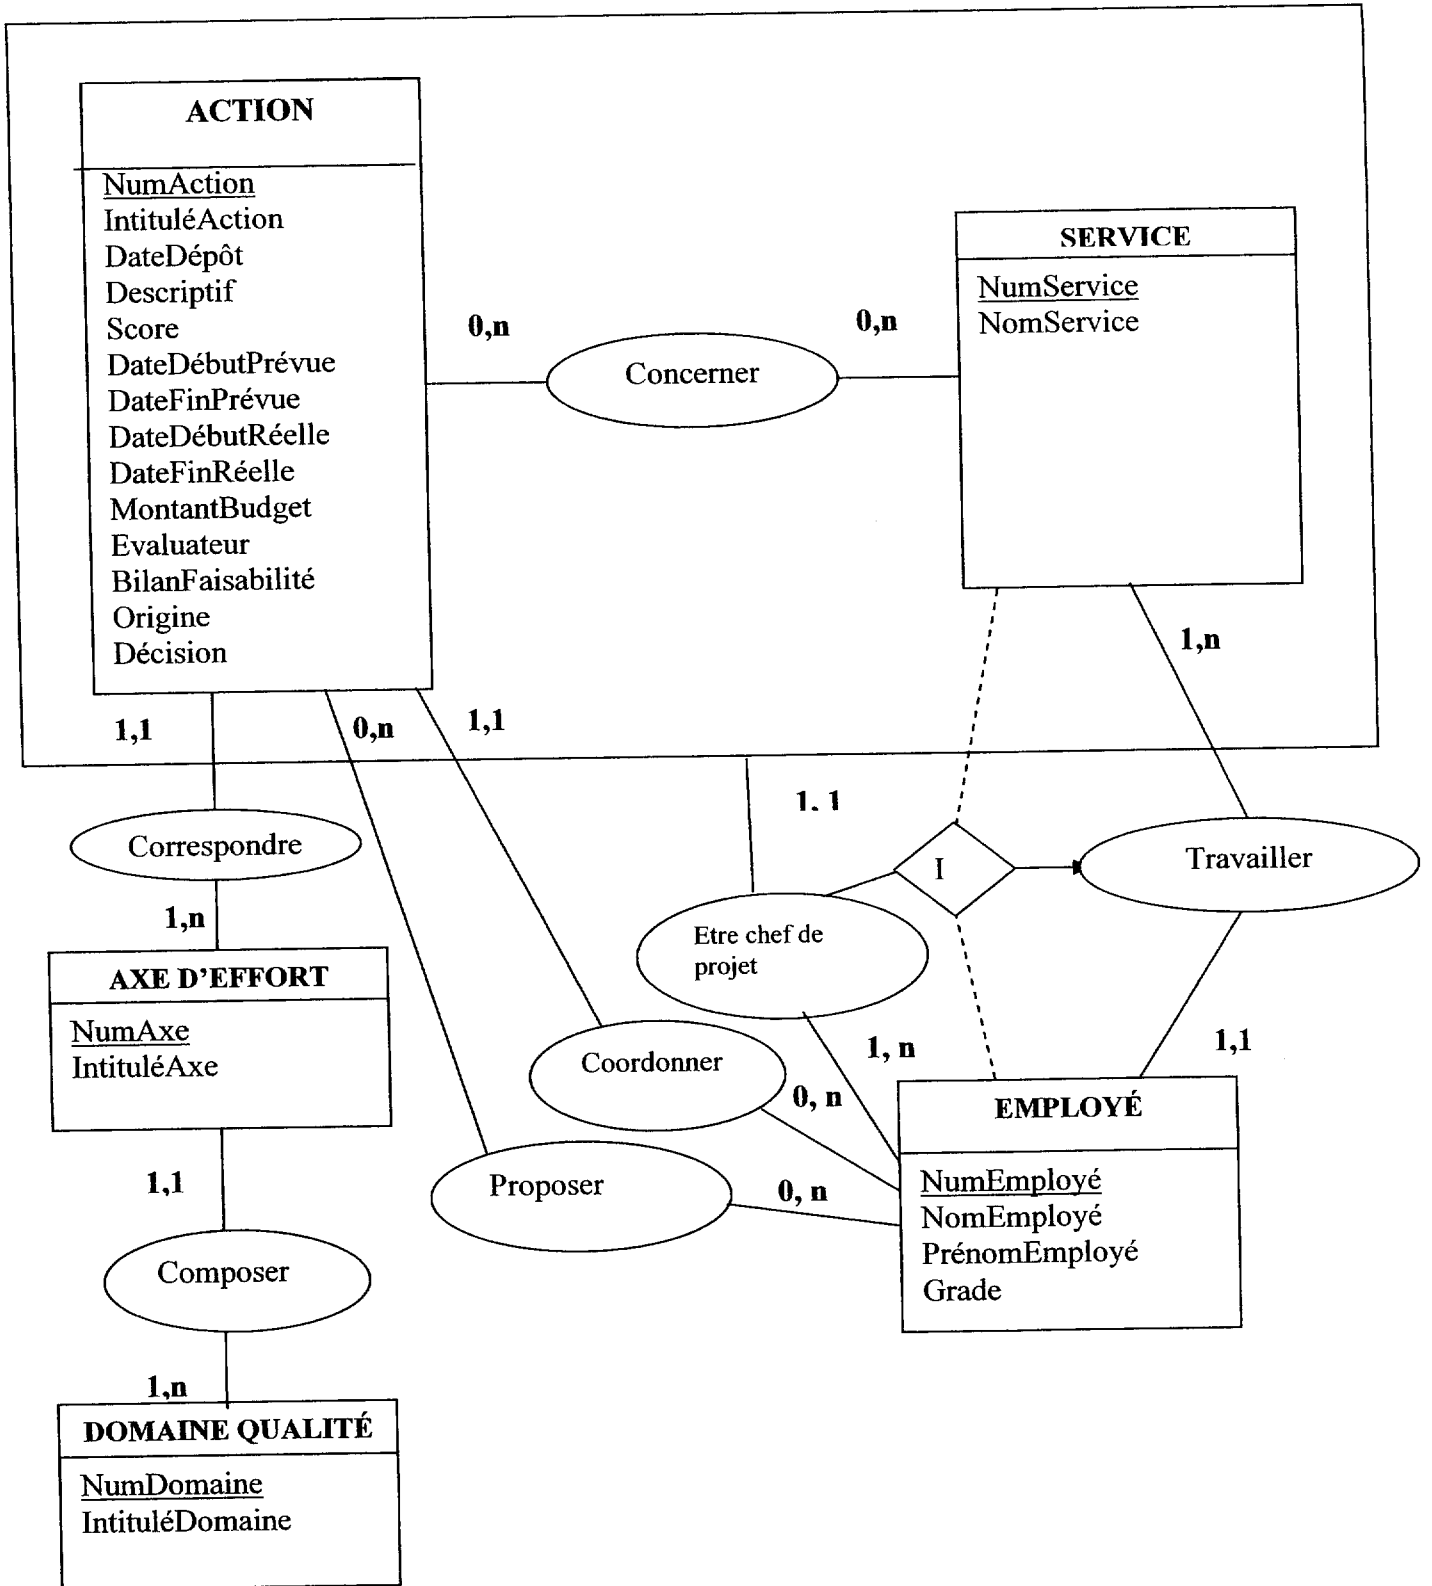 ACTION
NumAction
IntituléAction
DateDépôt
Descriptif
Score
DateDébutPrévue
DateFinPrévue
DateDébutRéelle
DateFinRéelle
MontantBudget
Evaluateur
BilanFaisabilité
Origine
Décision
0,n
Concerner
0,n
SERVICE
NumService
NomService
1,1
0,n
1,1
1,n
1, 1
Correspondre
I
Travailler
1,n
Etre chef de
projet
AXE D'EFFORT
NumAxe
IntituléAxe
Coordonner
1, n
1,1
0, n
EMPLOYÉ
NumEmployé
NomEmployé
PrénomEmployé
Grade
1,1
Proposer
0, n
Composer
1,n
DOMAINE QUALITÉ
NumDomaine
IntituléDomaine